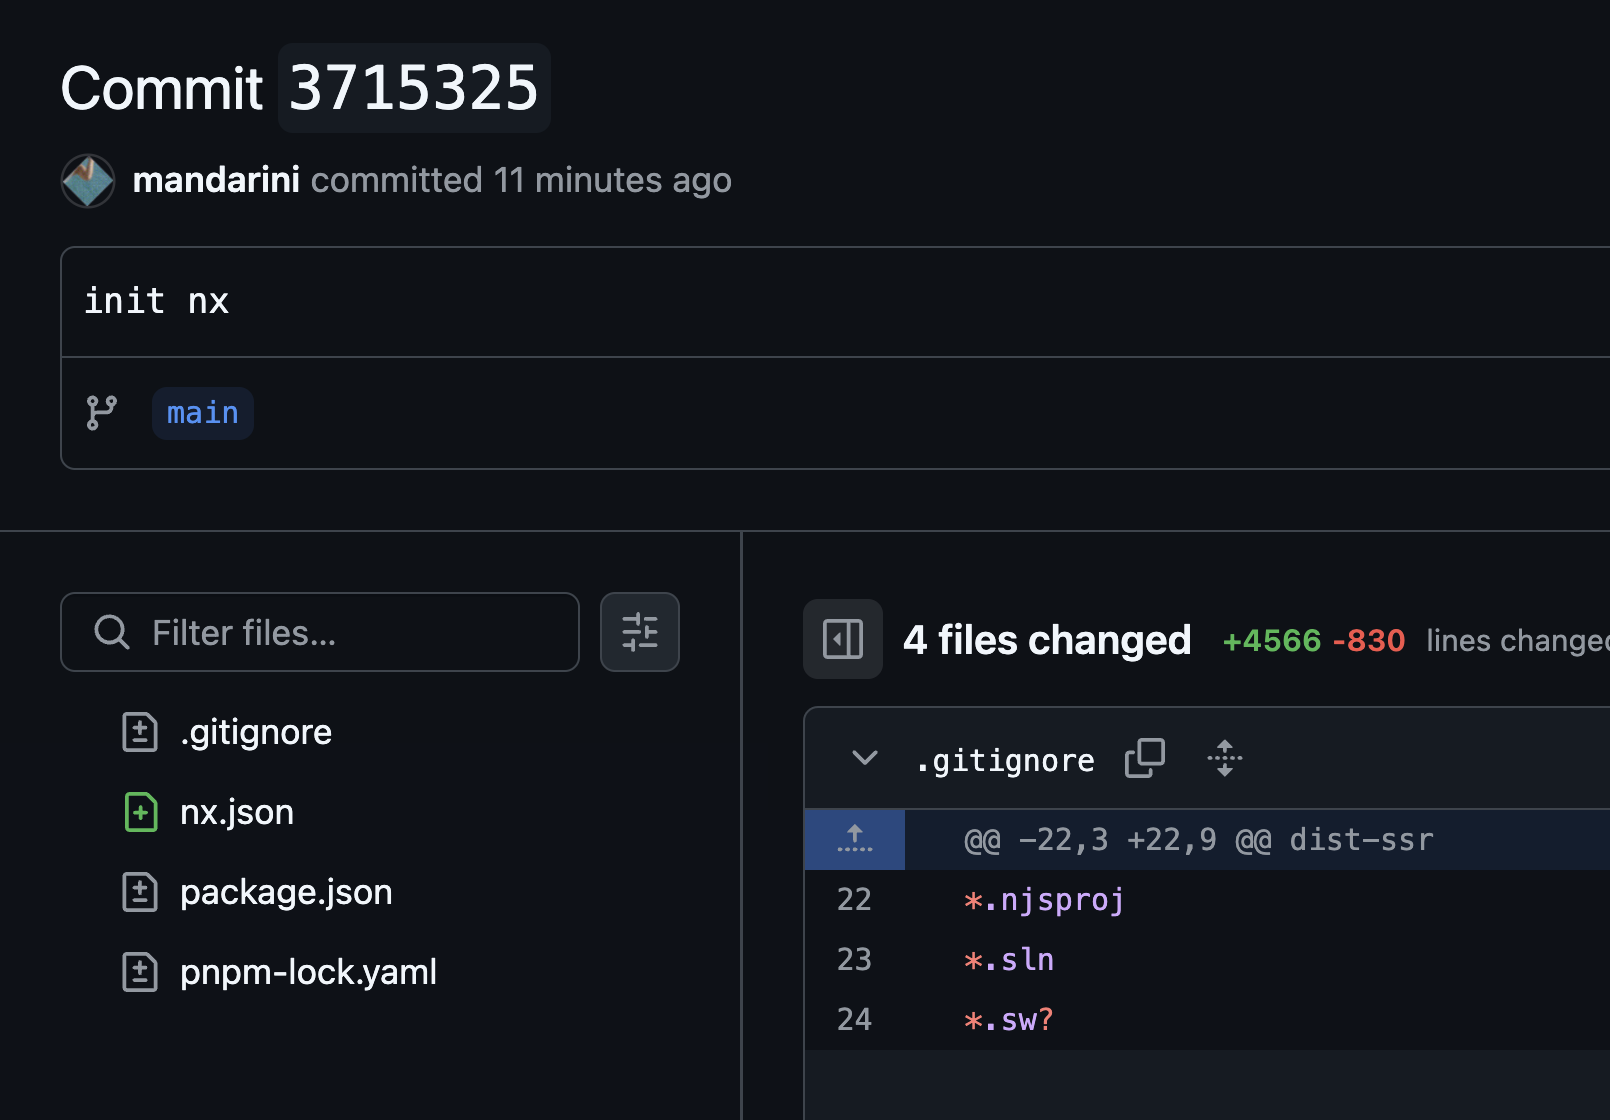 Commit 3715325
mandarini committed 11 minutes ago
init nx
main
Filter files...
.gitignore
nx.json
package.json
pnpm-lock.yaml
4 files changed +4566 -830 lines changed
.gitignore
@@ -22,3 +22,9 @@ dist-ssr
22 *.njsproj
23 *.sln
24 *.sw?